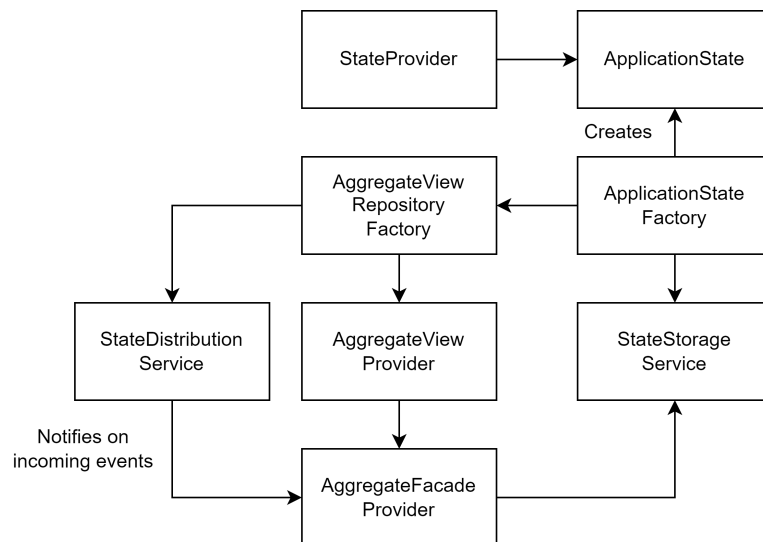 StateProvider
ApplicationState
Creates
AggregateView
Repository
Factory
ApplicationState
Factory
StateDistribution
Service
AggregateView
Provider
StateStorage
Service
Notifies on
incoming events
AggregateFacade
Provider